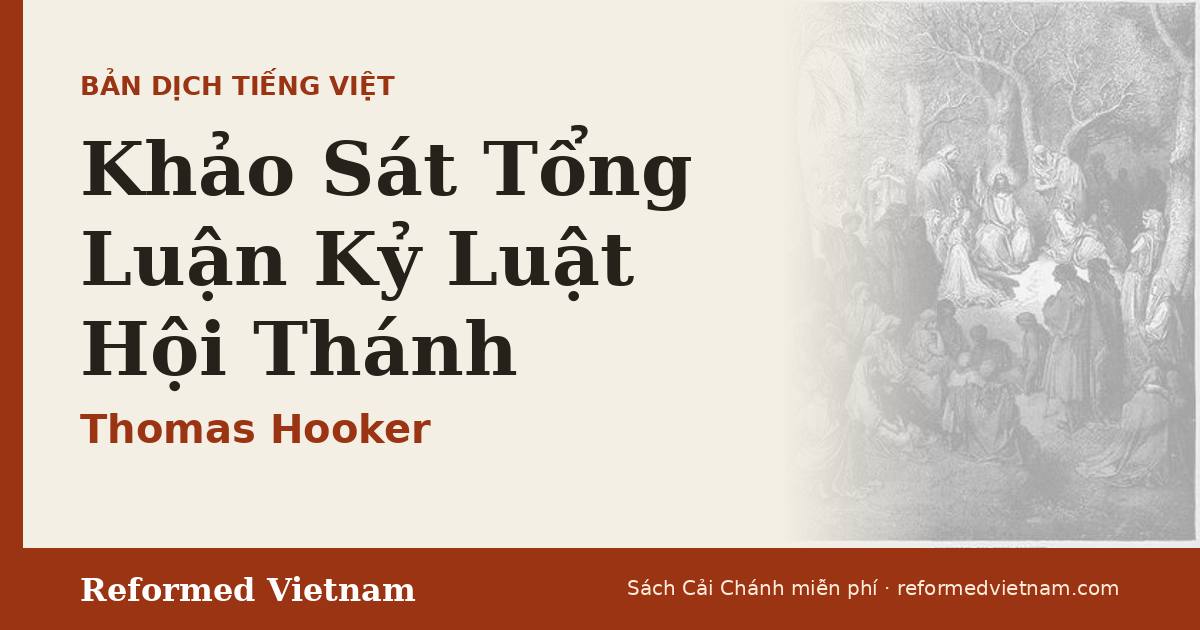 BẢN DỊCH TIẾNG VIỆT
Khảo Sát Tổng
Luận Kỷ Luật
Hội Thánh
Thomas Hooker
Reformed Vietnam
Sách Cải Chánh miễn phí · reformedvietnam.com